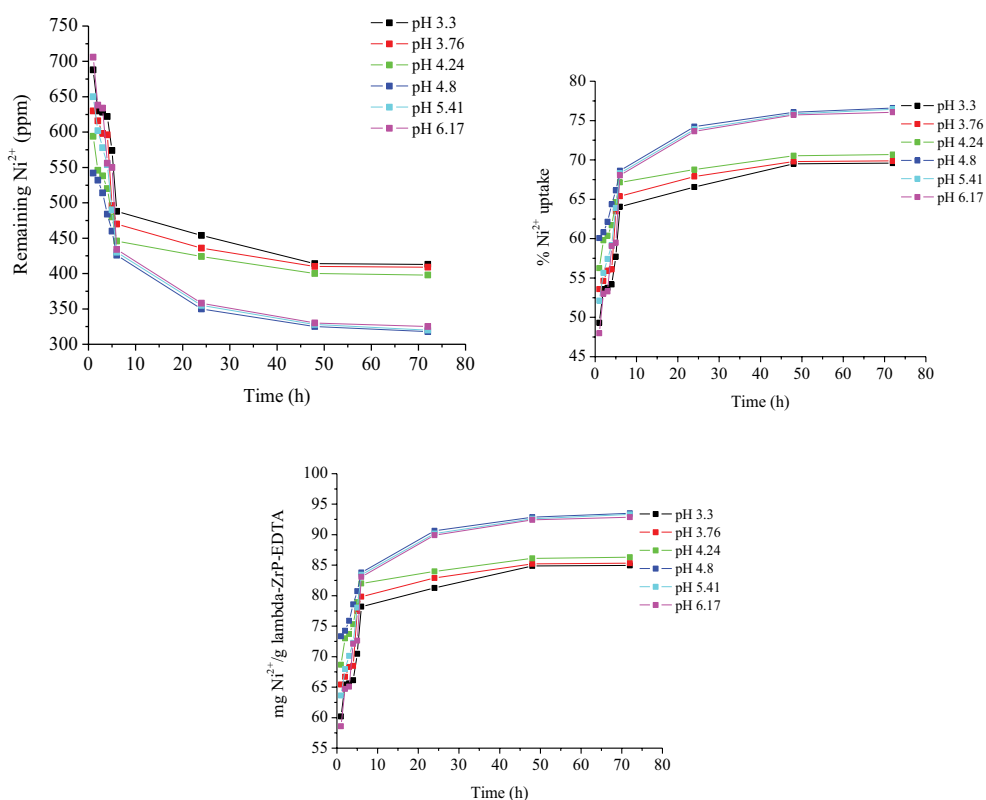 750
700
650
600
550
500
450
400
350
300
0 10 20 30 40 50 60 70 80
Remaining Ni²⁺ (ppm)
Time (h)
pH 3.3
pH 3.76
pH 4.24
pH 4.8
pH 5.41
pH 6.17
80
75
70
65
60
55
50
45
0 10 20 30 40 50 60 70 80
% Ni²⁺ uptake
Time (h)
pH 3.3
pH 3.76
pH 4.24
pH 4.8
pH 5.41
pH 6.17
100
95
90
85
80
75
70
65
60
55
0 10 20 30 40 50 60 70 80
mg Ni²⁺/g lambda-ZrP-EDTA
Time (h)
pH 3.3
pH 3.76
pH 4.24
pH 4.8
pH 5.41
pH 6.17